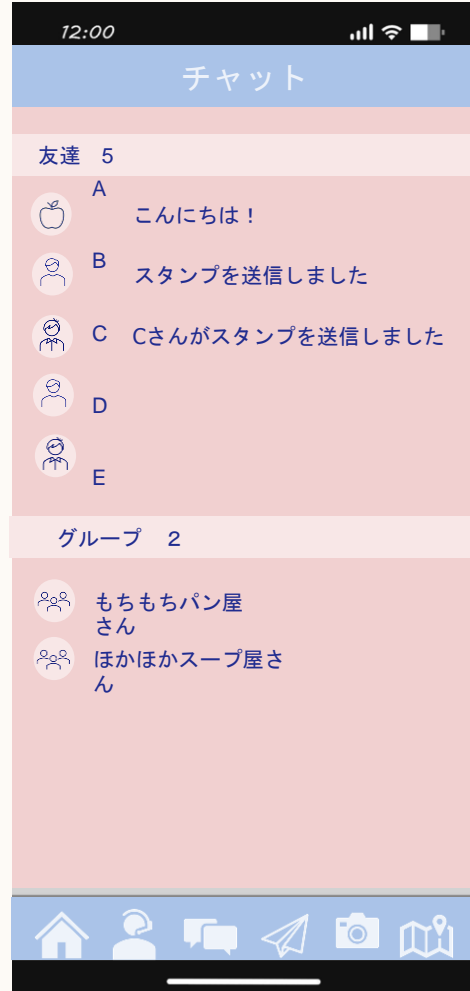 12:00
チャット
友達 5
A
こんにちは！
B
スタンプを送信しました
C Cさんがスタンプを送信しました
D
E
グループ 2
もちもちパン屋
さん
ほかほかスープ屋さ
ん